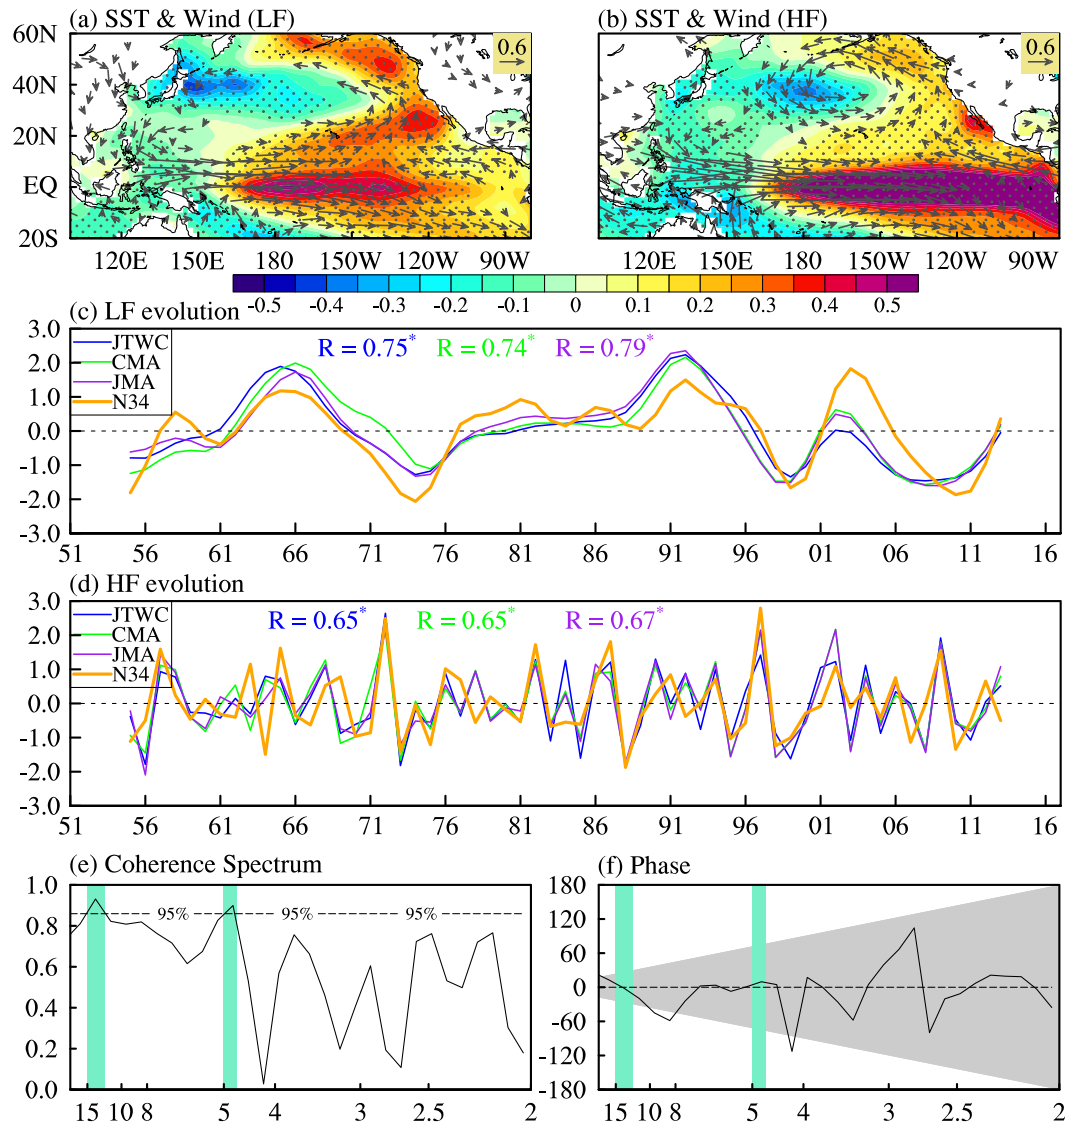 (a) SST & Wind (LF)
(b) SST & Wind (HF)
60N
40N
20N
EQ
20S
0.6
0.6
120E 150E 180 150W 120W 90W
120E 150E 180 150W 120W 90W
-0.5 -0.4 -0.3 -0.2 -0.1 0 0.1 0.2 0.3 0.4 0.5
(c) LF evolution
3.0
2.0
1.0
0.0
-1.0
-2.0
-3.0
JTWC
CMA
JMA
N34
R = 0.75* R = 0.74* R = 0.79*
51 56 61 66 71 76 81 86 91 96 01 06 11 16
(d) HF evolution
3.0
2.0
1.0
0.0
-1.0
-2.0
-3.0
JTWC
CMA
JMA
N34
R = 0.65* R = 0.65* R = 0.67*
51 56 61 66 71 76 81 86 91 96 01 06 11 16
(e) Coherence Spectrum
1.0
0.8
0.6
0.4
0.2
0.0
95% 95% 95%
15 10 8 5 4 3 2.5 2
(f) Phase
180
120
60
0
-60
-120
-180
15 10 8 5 4 3 2.5 2